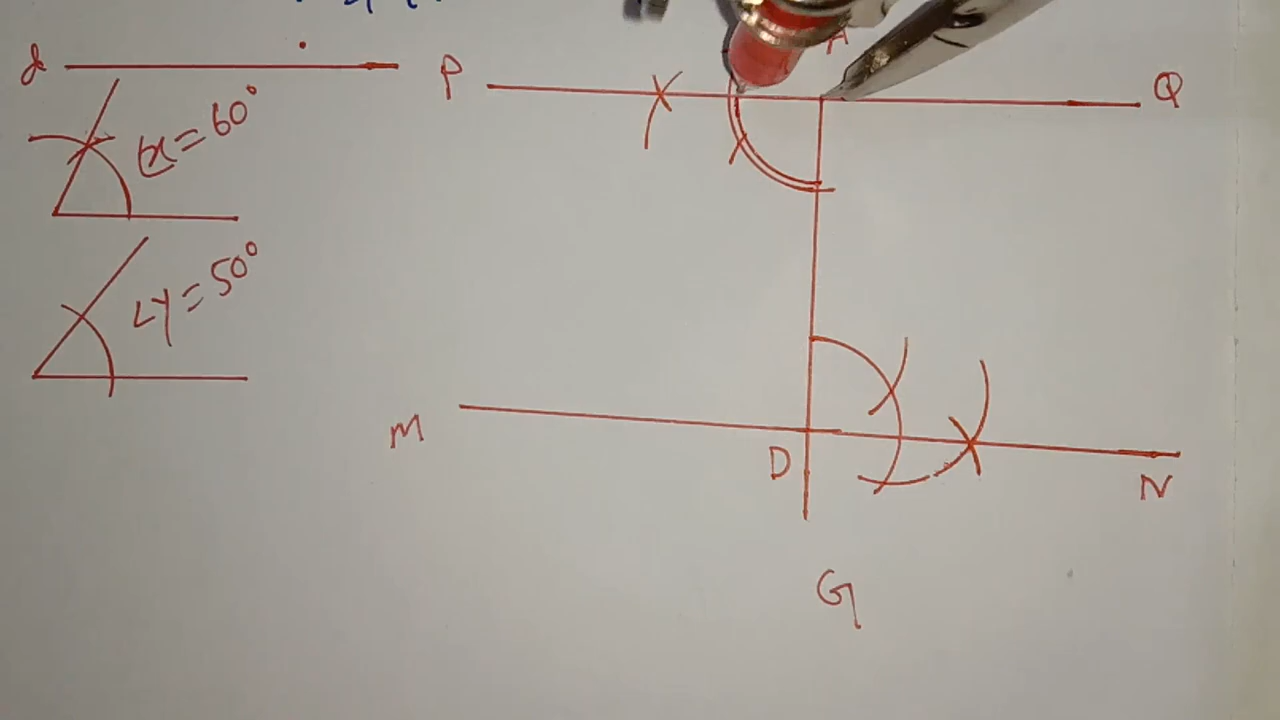 d
P
A
Q
∠x = 60°
∠y = 50°
M
D
N
G